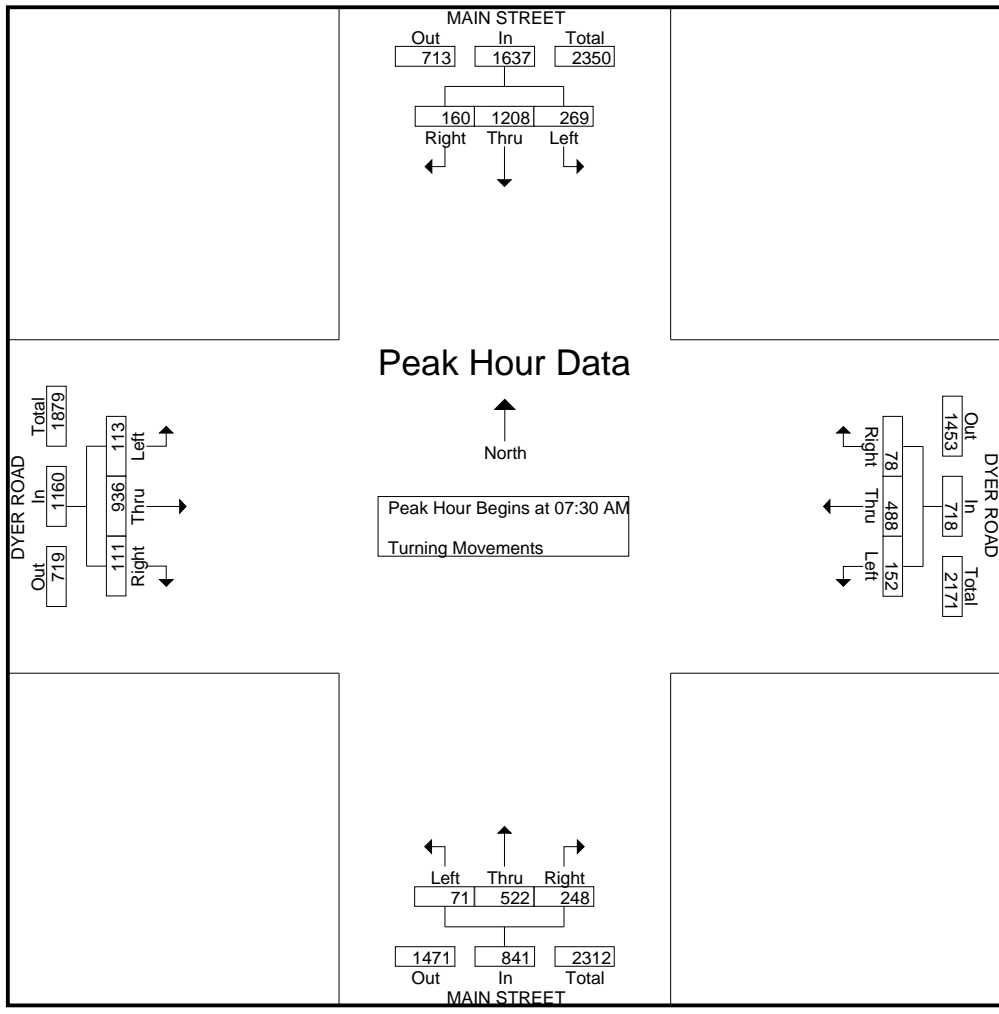 MAIN STREET
Out In Total
713 1637 2350
160 1208 269
Right Thru Left
Peak Hour Data
North
Peak Hour Begins at 07:30 AM
Turning Movements
DYER ROAD
Out In Total
719 1160 1879
111 936 113
Right Thru Left
DYER ROAD
Out In Total
1453 718 2171
78 488 152
Right Thru Left
Left Thru Right
71 522 248
1471 841 2312
Out In Total
MAIN STREET